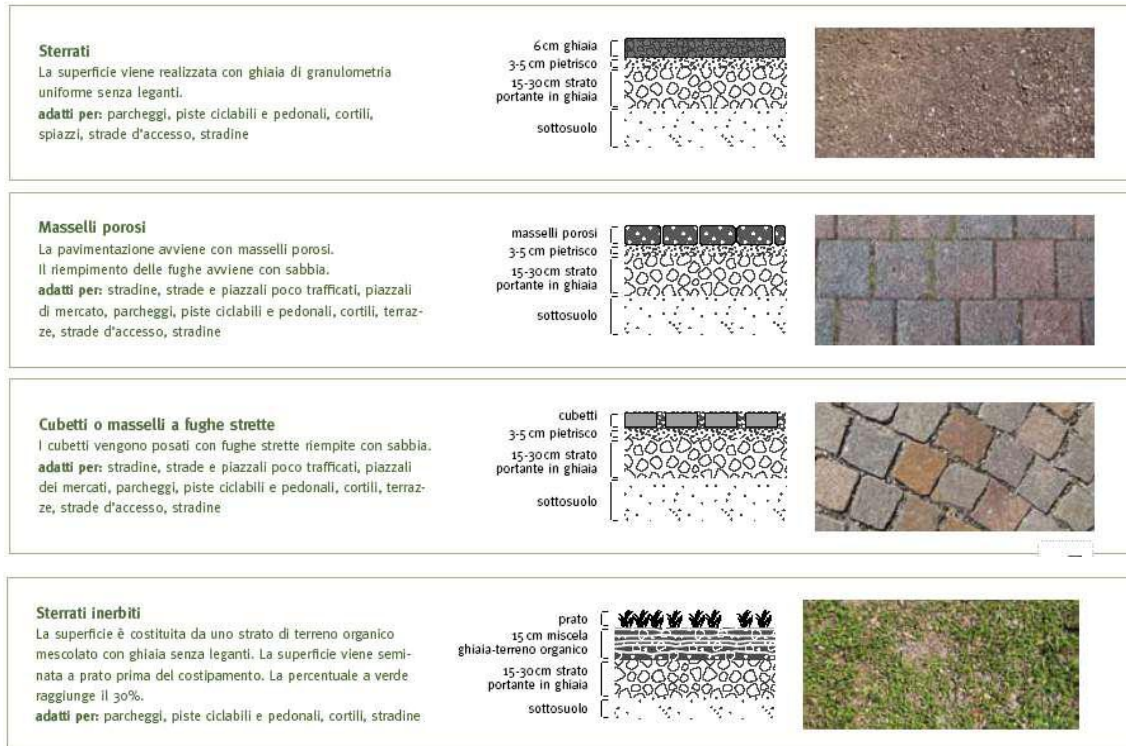 Sterrati
La superficie viene realizzata con ghiaia di granulometria
uniforme senza leganti.
adatti per: parcheggi, piste ciclabili e pedonali, cortili,
spiazzi, strade d'accesso, stradine
6 cm ghiaia
3-5 cm pietrisco
15-30 cm strato
portante in ghiaia
sottosuolo
Masselli porosi
La pavimentazione avviene con masselli porosi.
Il riempimento delle fughe avviene con sabbia.
adatti per: stradine, strade e piazzali poco trafficati, piazzali
di mercato, parcheggi, piste ciclabili e pedonali, cortili, terraz-
ze, strade d'accesso, stradine
masselli porosi
3-5 cm pietrisco
15-30 cm strato
portante in ghiaia
sottosuolo
Cubetti o masselli a fughe strette
I cubetti vengono posati con fughe strette riempite con sabbia.
adatti per: stradine, strade e piazzali poco trafficati, piazzali
dei mercati, parcheggi, piste ciclabili e pedonali, cortili, terraz-
ze, strade d'accesso, stradine
cubetti
3-5 cm pietrisco
15-30 cm strato
portante in ghiaia
sottosuolo
Sterrati inerbiti
La superficie è costituita da uno strato di terreno organico
mescolato con ghiaia senza leganti. La superficie viene semi-
nata a prato prima del costipamento. La percentuale a verde
raggiunge il 30%.
adatti per: parcheggi, piste ciclabili e pedonali, cortili, stradine
prato
15 cm miscela
ghiaia-terreno organico
15-30 cm strato
portante in ghiaia
sottosuolo